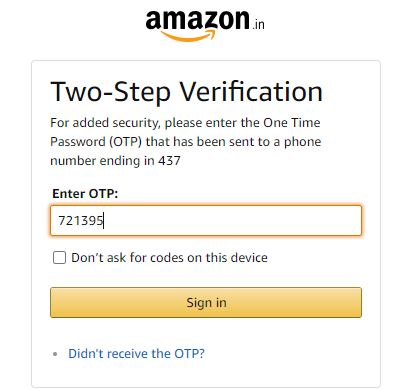 amazon.in
Two-Step Verification
For added security, please enter the One Time
Password (OTP) that has been sent to a phone
number ending in 437
Enter OTP:
721395
Don't ask for codes on this device
Sign in
Didn't receive the OTP?